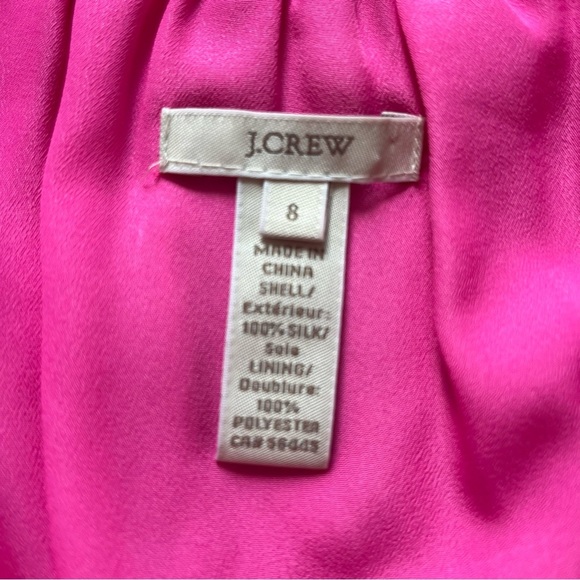 J.CREW
8
MADE IN
CHINA
SHELL/
Extérieur:
100% SILK/
Soie
LINING/
Doublure:
100%
POLYESTER
CA# 56445